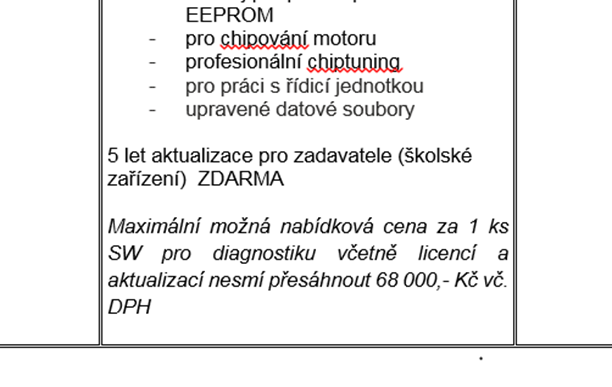 EEPROM
- pro chipování motoru
- profesionální chiptuning
- pro práci s řídicí jednotkou
- upravené datové soubory
5 let aktualizace pro zadavatele (školské
zařízení) ZDARMA
Maximální možná nabídková cena za 1 ks
SW pro diagnostiku včetně licencí a
aktualizací nesmí přesáhnout 68 000,- Kč vč.
DPH
.